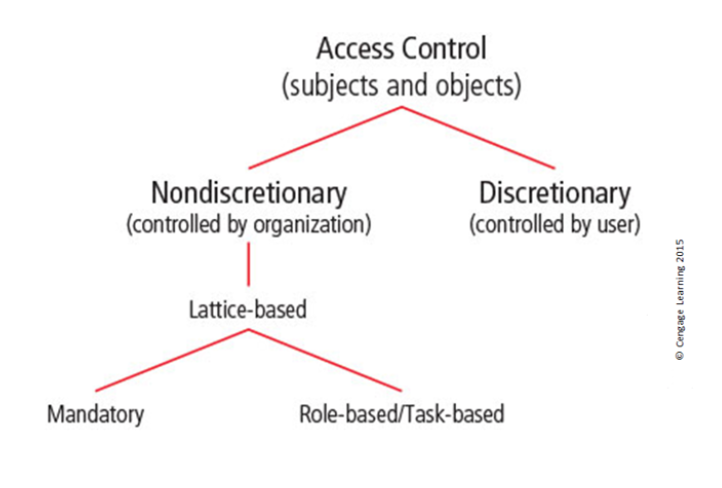 Access Control
(subjects and objects)
Nondiscretionary
(controlled by organization)
Discretionary
(controlled by user)
Lattice-based
Mandatory
Role-based/Task-based
© Cengage Learning 2015